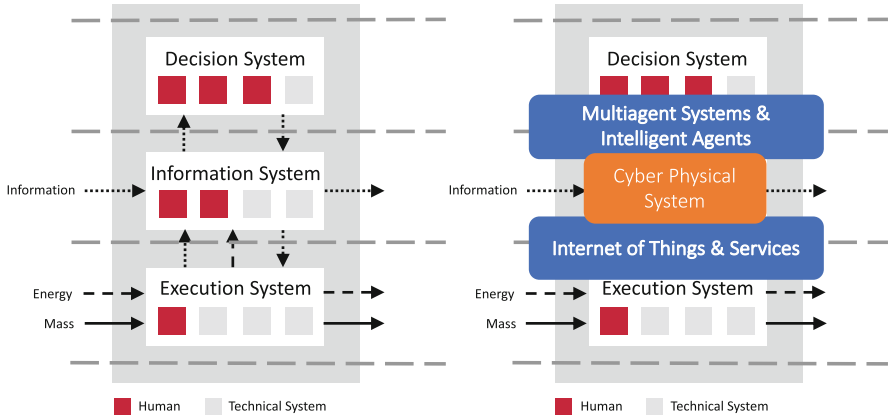 Decision System
Information System
Information
Execution System
Energy
Mass
Human
Technical System
Decision System
Multiagent Systems &
Intelligent Agents
Information
Cyber Physical
System
Internet of Things & Services
Execution System
Energy
Mass
Human
Technical System